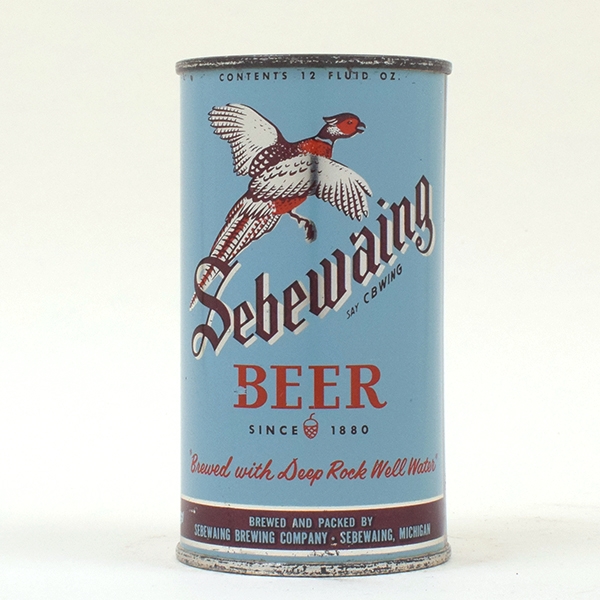 CONTENTS 12 FLUID OZ.
Sebewaing
SAY CBWING
BEER
SINCE 1880
"Brewed with Deep Rock Well Water"
BREWED AND PACKED BY
SEBEWAING BREWING COMPANY · SEBEWAING, MICHIGAN